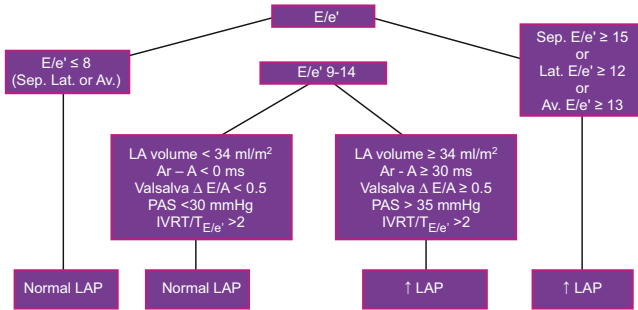 E/e'
E/e' ≤ 8
(Sep. Lat. or Av.)
E/e' 9-14
Sep. E/e' ≥ 15
or
Lat. E/e' ≥ 12
or
Av. E/e' ≥ 13
LA volume < 34 ml/m²
Ar – A < 0 ms
Valsalva Δ E/A < 0.5
PAS <30 mmHg
IVRT/T_E/e' >2
LA volume ≥ 34 ml/m²
Ar - A ≥ 30 ms
Valsalva Δ E/A ≥ 0.5
PAS > 35 mmHg
IVRT/T_E/e' >2
Normal LAP
Normal LAP
↑ LAP
↑ LAP